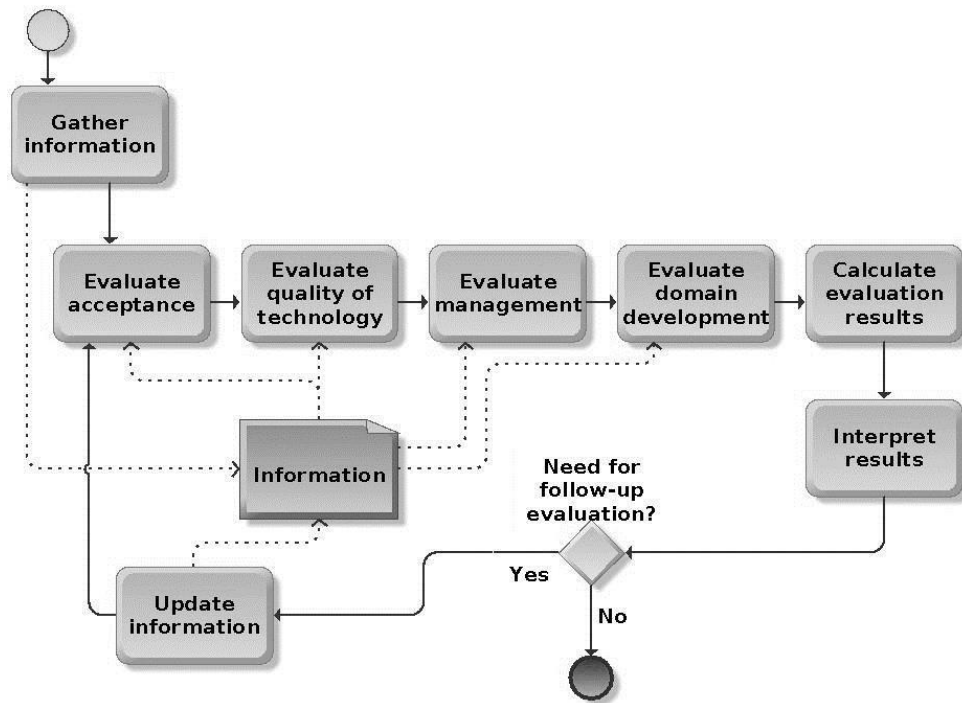 Gather
information
Evaluate
acceptance
Evaluate
quality of
technology
Evaluate
management
Evaluate
domain
development
Calculate
evaluation
results
Interpret
results
Information
Need for
follow-up
evaluation?
Yes
No
Update
information